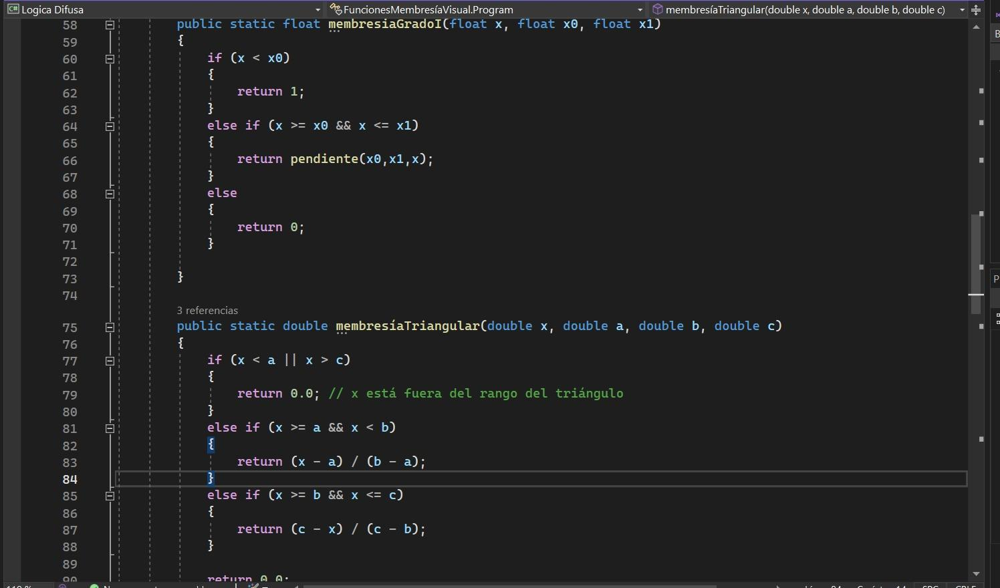 Logica Difusa FuncionesMembresíaVisual.Program membresíaTriangular(double x, double a, double b, double c)
58 public static float membresiaGradoI(float x, float x0, float x1)
59 {
60 if (x < x0)
61 {
62 return 1;
63 }
64 else if (x >= x0 && x <= x1)
65 {
66 return pendiente(x0,x1,x);
67 }
68 else
69 {
70 return 0;
71 }
72
73 }
74
3 referencias
75 public static double membresíaTriangular(double x, double a, double b, double c)
76 {
77 if (x < a || x > c)
78 {
79 return 0.0; // x está fuera del rango del triángulo
80 }
81 else if (x >= a && x < b)
82 {
83 return (x - a) / (b - a);
84 }
85 else if (x >= b && x <= c)
86 {
87 return (c - x) / (c - b);
88 }
89
90 return 0.0;